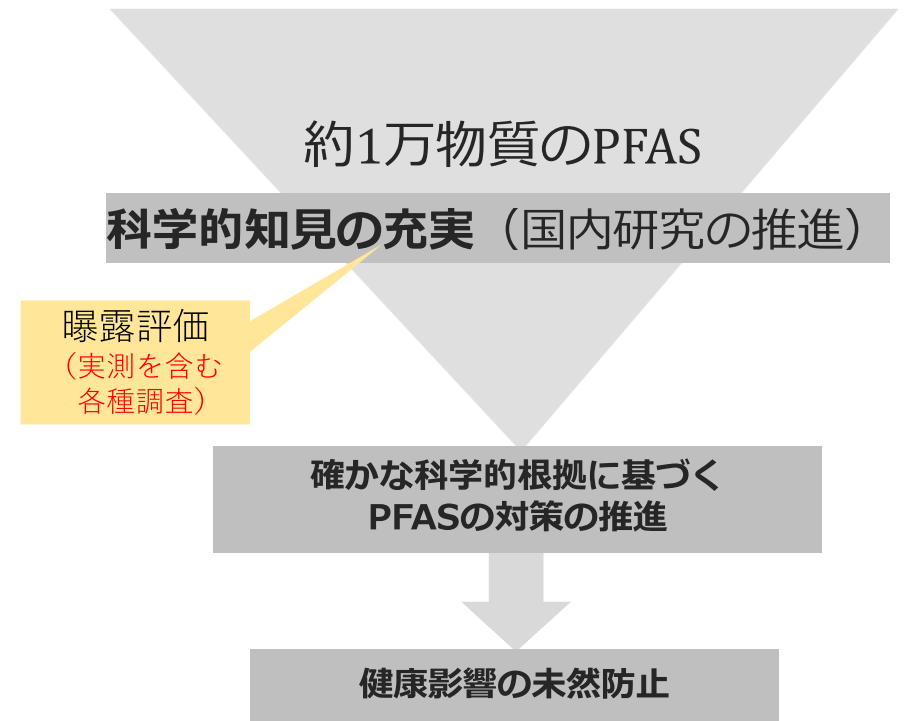 約1万物質のPFAS
科学的知見の充実（国内研究の推進）
曝露評価
（実測を含む
各種調査）
確かな科学的根拠に基づく
PFASの対策の推進
健康影響の未然防止